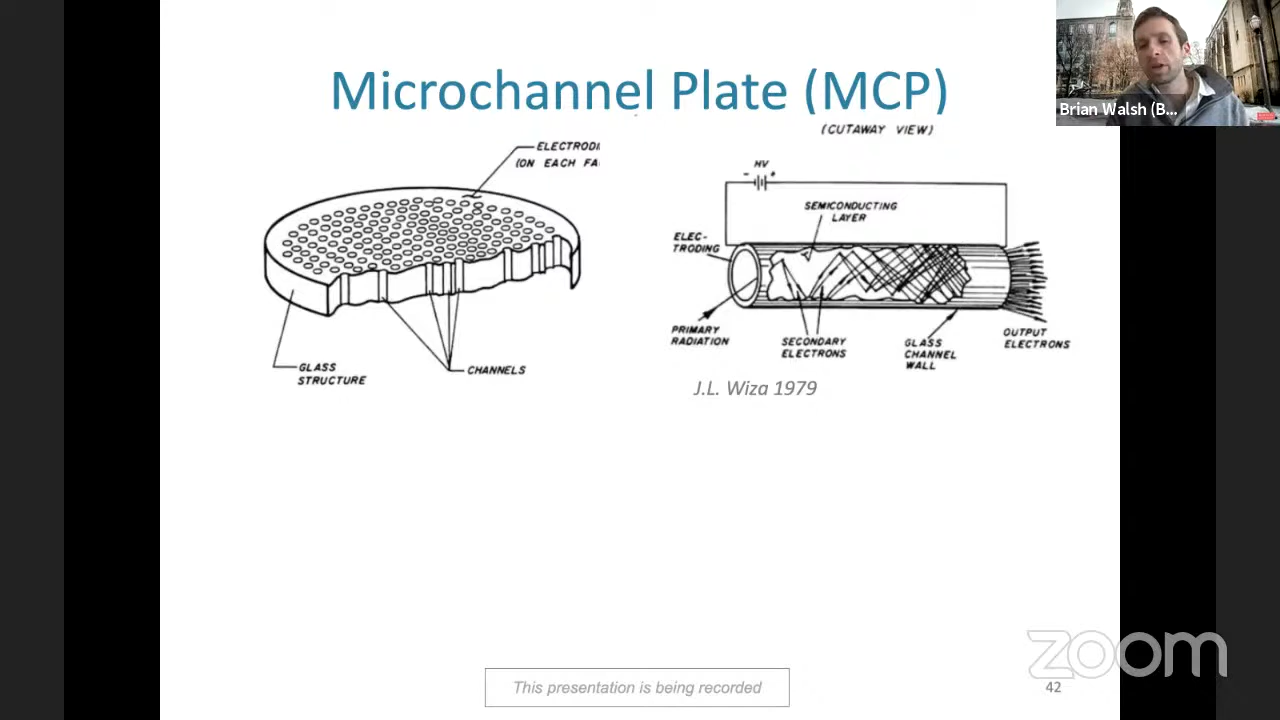 Microchannel Plate (MCP)
Brian Walsh (B...
(CUTAWAY VIEW)
ELECTRODI
(ON EACH FA
GLASS
STRUCTURE
CHANNELS
HV
- +
SEMICONDUCTING
LAYER
ELEC-
TRODING
PRIMARY
RADIATION
SECONDARY
ELECTRONS
GLASS
CHANNEL
WALL
OUTPUT
ELECTRONS
J.L. Wiza 1979
zoom
This presentation is being recorded
42